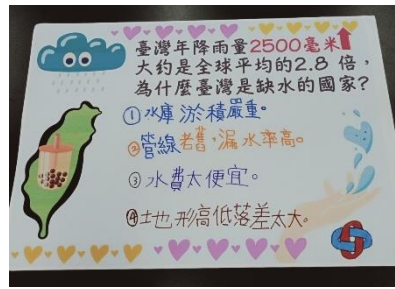 臺灣年降雨量2500毫米
大約是全球平均的2.8 倍，
為什麼臺灣是缺水的國家？
①水庫淤積嚴重。
②管線老舊，漏水率高。
③水費太便宜。
④地形高低落差太大。